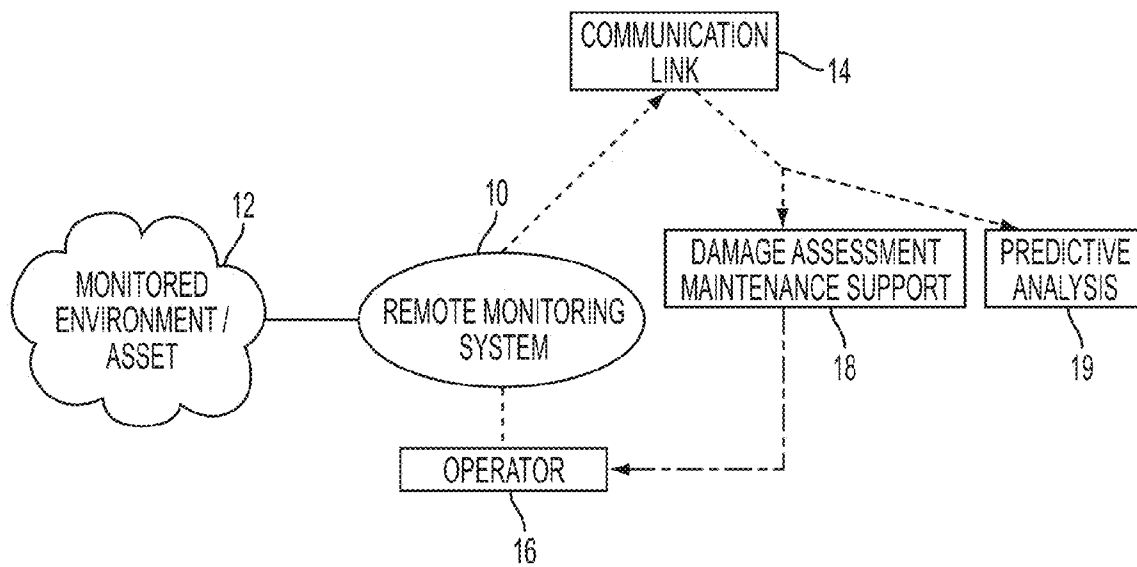 COMMUNICATION
LINK
14
10
12
MONITORED
ENVIRONMENT /
ASSET
REMOTE MONITORING
SYSTEM
DAMAGE ASSESSMENT
MAINTENANCE SUPPORT
18
PREDICTIVE
ANALYSIS
19
OPERATOR
16